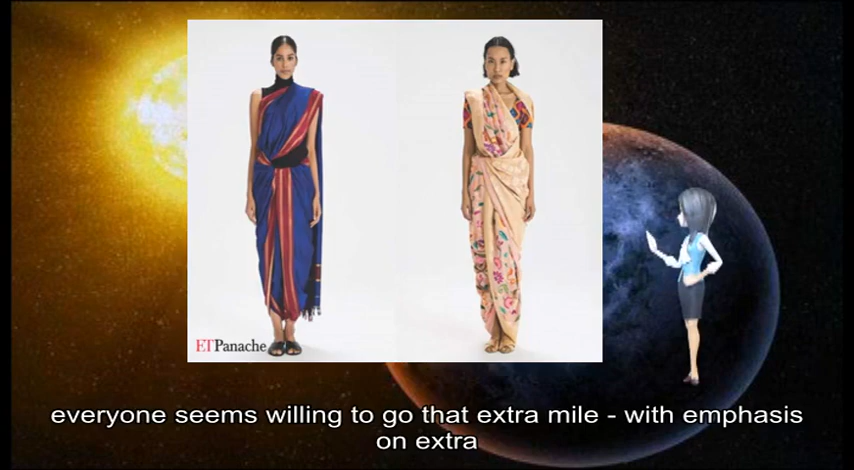 ETPanache
everyone seems willing to go that extra mile - with emphasis
on extra